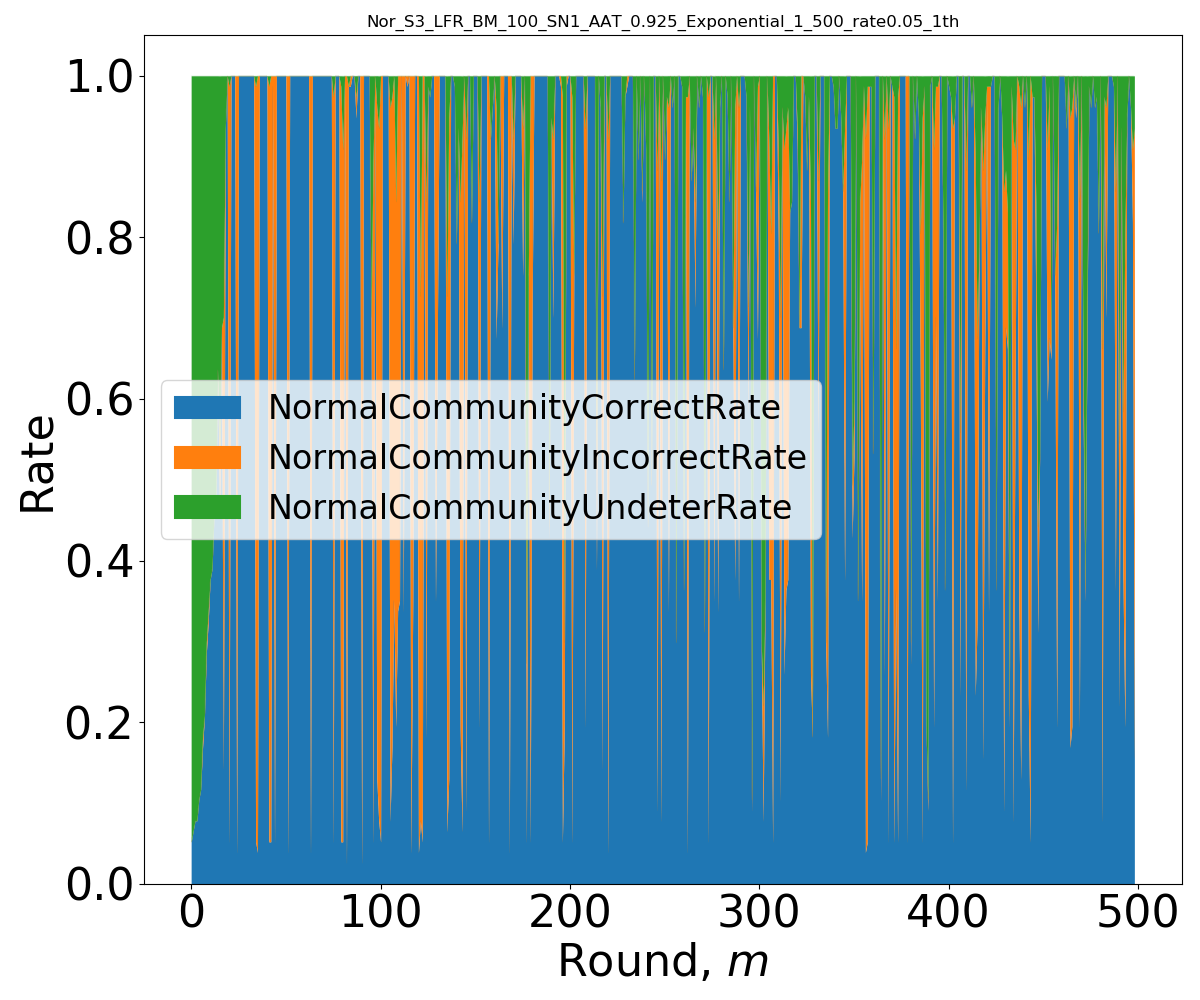 Nor_S3_LFR_BM_100_SN1_AAT_0.925_Exponential_1_500_rate0.05_1th
1.0
0.8
0.6
0.4
0.2
0.0
Rate
NormalCommunityCorrectRate
NormalCommunityIncorrectRate
NormalCommunityUndeterRate
0 100 200 300 400 500
Round, m